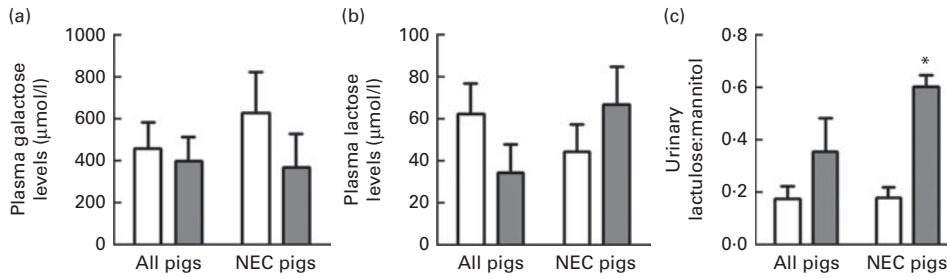 (a)
Plasma galactose
levels (μmol/l)
1000
800
600
400
200
0
All pigs
NEC pigs
(b)
Plasma lactose
levels (μmol/l)
100
80
60
40
20
0
All pigs
NEC pigs
(c)
Urinary
lactulose:mannitol
0·8
0·6
0·4
0·2
0·0
*
All pigs
NEC pigs